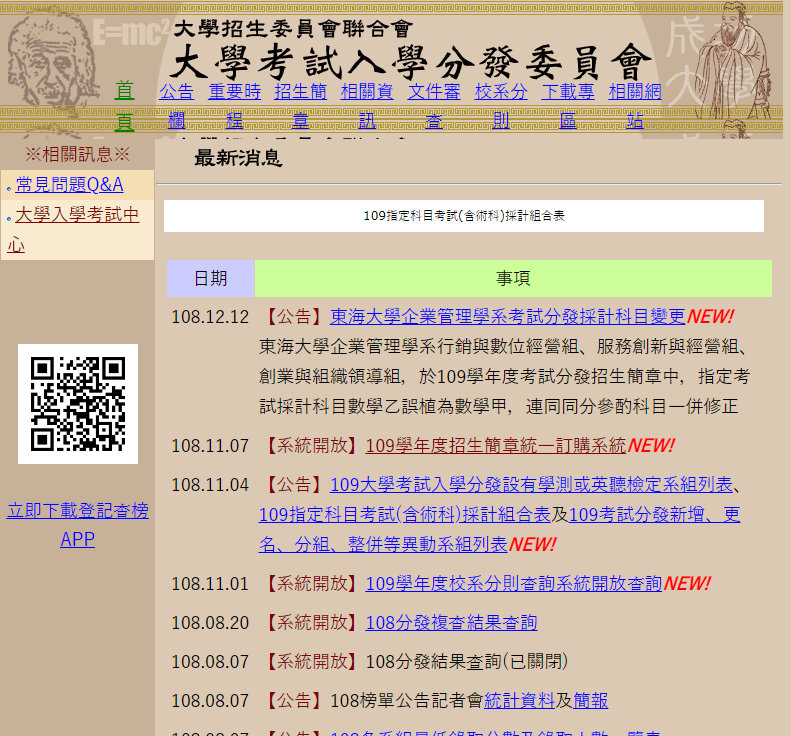 E=mc²
大學招生委員會聯合會
大學考試入學分發委員會
成功
大學
首頁 公告欄 重要時程 招生簡章 相關資訊 文件審查 校系分則 下載專區 相關網站
※相關訊息※
常見問題Q&A
大學入學考試中
心
立即下載登記查榜
APP
最新消息
109指定科目考試(含術科)採計組合表
日期 事項
108.12.12 【公告】東海大學企業管理學系考試分發採計科目變更NEW!
東海大學企業管理學系行銷與數位經營組、服務創新與經營組、
創業與組織領導組，於109學年度考試分發招生簡章中，指定考
試採計科目數學乙誤植為數學甲，連同同分參酌科目一併修正
108.11.07 【系統開放】109學年度招生簡章統一訂購系統NEW!
108.11.04 【公告】109大學考試入學分發設有學測或英聽檢定系組列表、
109指定科目考試(含術科)採計組合表及109考試分發新增、更
名、分組、整併等異動系組列表NEW!
108.11.01 【系統開放】109學年度校系分則查詢系統開放查詢NEW!
108.08.20 【系統開放】108分發複查結果查詢
108.08.07 【系統開放】108分發結果查詢(已關閉)
108.08.07 【公告】108榜單公告記者會統計資料及簡報